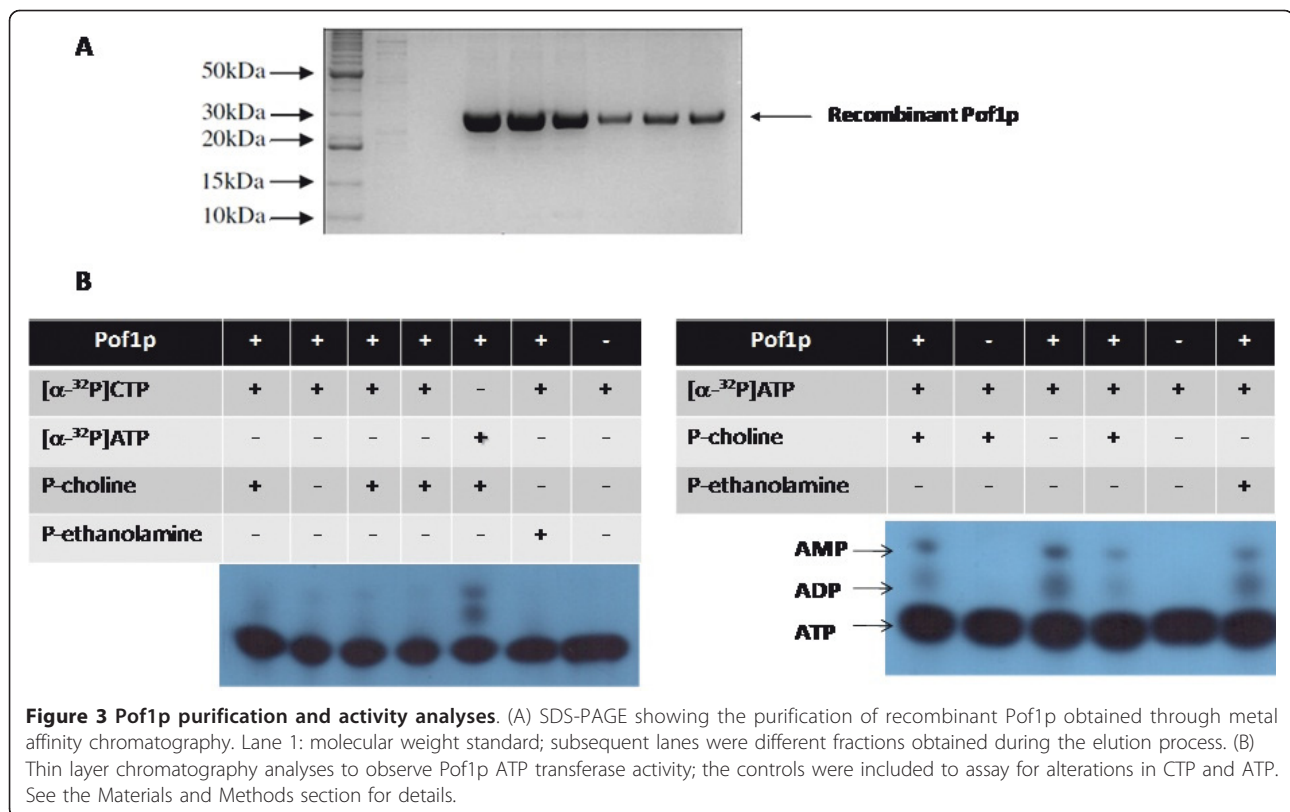 A
50kDa
30kDa
20kDa
15kDa
10kDa
Recombinant Pof1p
B
Pof1p + + + + + + -
[α-³²P]CTP + + + + - + +
[α-³²P]ATP - - - - + - -
P-choline + - + + + - -
P-ethanolamine - - - - - + -
Pof1p + - + + - +
[α-³²P]ATP + + + + + +
P-choline + + - + - -
P-ethanolamine - - - - - +
AMP
ADP
ATP
Figure 3 Pof1p purification and activity analyses. (A) SDS-PAGE showing the purification of recombinant Pof1p obtained through metal
affinity chromatography. Lane 1: molecular weight standard; subsequent lanes were different fractions obtained during the elution process. (B)
Thin layer chromatography analyses to observe Pof1p ATP transferase activity; the controls were included to assay for alterations in CTP and ATP.
See the Materials and Methods section for details.